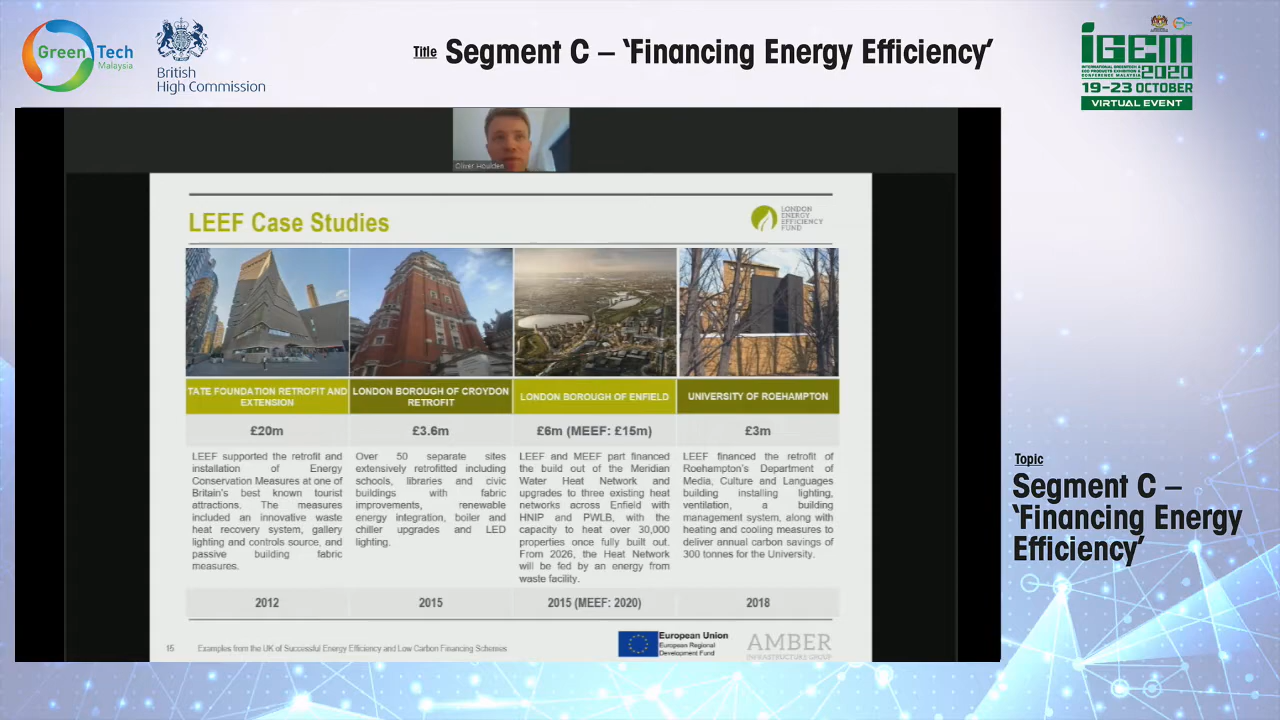 GreenTech
Malaysia
British
High Commission
Title Segment C – ‘Financing Energy Efficiency’
iGEM
INTERNATIONAL GREENTECH &
ECO PRODUCTS EXHIBITION &
CONFERENCE MALAYSIA
2020
19-23 OCTOBER
VIRTUAL EVENT
Oliver Houlden
LEEF Case Studies
LONDON
ENERGY
EFFICIENCY
FUND
TATE FOUNDATION RETROFIT AND
EXTENSION
£20m
LEEF supported the retrofit and
installation of Energy
Conservation Measures at one of
Britain's best known tourist
attractions. The measures
included an innovative waste
heat recovery system, gallery
lighting and controls source, and
passive building fabric
measures.
2012
LONDON BOROUGH OF CROYDON
RETROFIT
£3.6m
Over 50 separate sites
extensively retrofitted including
schools, libraries and civic
buildings with fabric
improvements, renewable
energy integration, boiler and
chiller upgrades and LED
lighting.
2015
LONDON BOROUGH OF ENFIELD
£6m (MEEF: £15m)
LEEF and MEEF part financed
the build out of the Meridian
Water Heat Network and
upgrades to three existing heat
networks across Enfield with
HNIP and PWLB, with the
capacity to heat over 30,000
properties once fully built out.
From 2026, the Heat Network
will be fed by an energy from
waste facility.
2015 (MEEF: 2020)
UNIVERSITY OF ROEHAMPTON
£3m
LEEF financed the retrofit of
Roehampton's Department of
Media, Culture and Languages
building installing lighting,
ventilation, a building
management system, along with
heating and cooling measures to
deliver annual carbon savings of
300 tonnes for the University.
2018
15 Examples from the UK of Successful Energy Efficiency and Low Carbon Financing Schemes
European Union
European Regional
Development Fund
AMBER
INFRASTRUCTURE GROUP
Topic
Segment C –
‘Financing Energy
Efficiency’